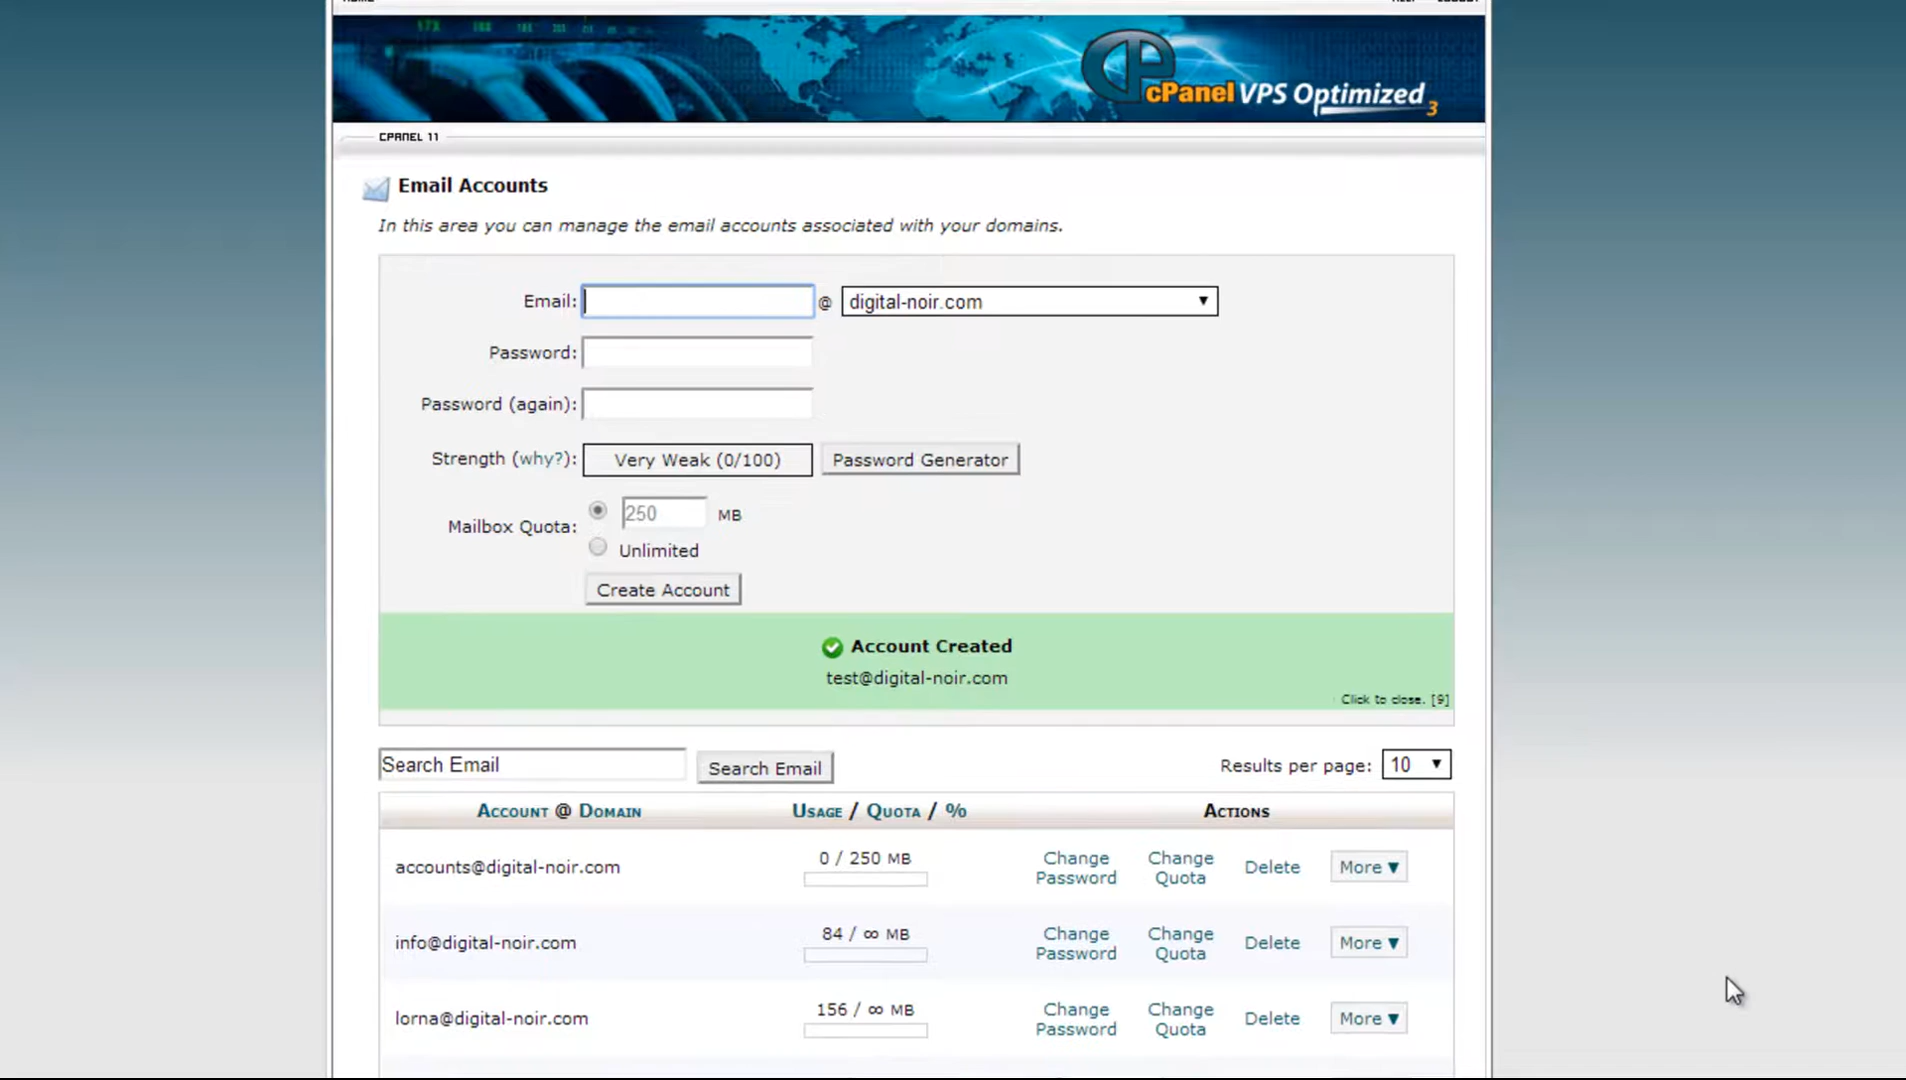 cPanel VPS Optimized 3
CPANEL 11
Email Accounts
In this area you can manage the email accounts associated with your domains.
Email: @ digital-noir.com ▼
Password:
Password (again):
Strength (why?): Very Weak (0/100) Password Generator
Mailbox Quota: 250 MB
Unlimited
Create Account
Account Created
test@digital-noir.com
Click to close. [9]
Search Email Search Email Results per page: 10 ▼
ACCOUNT @ DOMAIN USAGE / QUOTA / % ACTIONS
accounts@digital-noir.com 0 / 250 MB Change Password Change Quota Delete More ▼
info@digital-noir.com 84 / ∞ MB Change Password Change Quota Delete More ▼
lorna@digital-noir.com 156 / ∞ MB Change Password Change Quota Delete More ▼